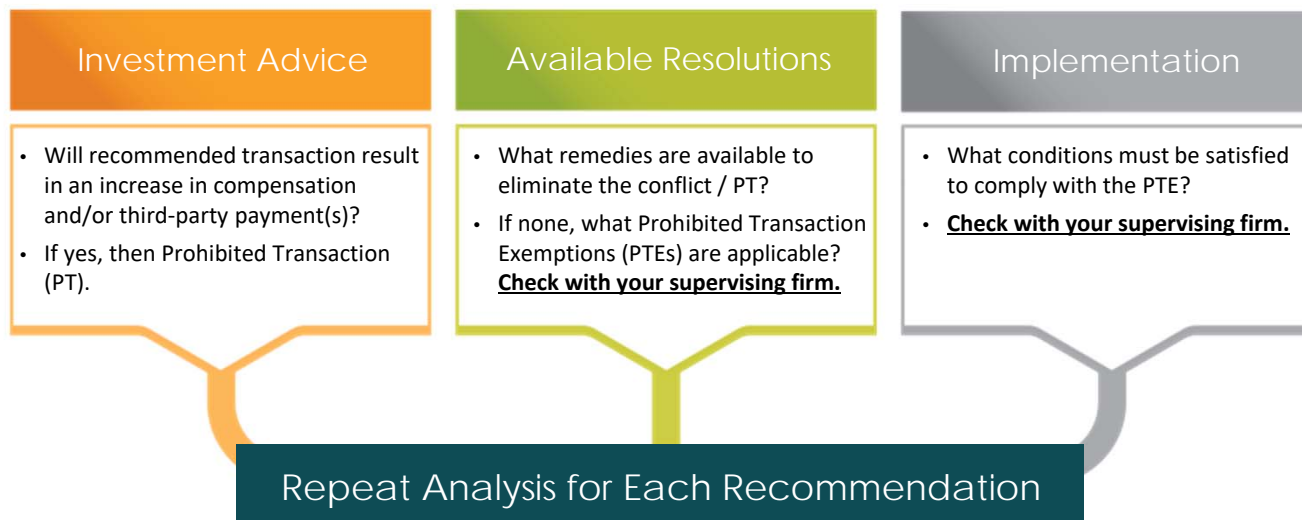 Investment Advice
• Will recommended transaction result
in an increase in compensation
and/or third-party payment(s)?
• If yes, then Prohibited Transaction
(PT).
Available Resolutions
• What remedies are available to
eliminate the conflict / PT?
• If none, what Prohibited Transaction
Exemptions (PTEs) are applicable?
Check with your supervising firm.
Implementation
• What conditions must be satisfied
to comply with the PTE?
• Check with your supervising firm.
Repeat Analysis for Each Recommendation